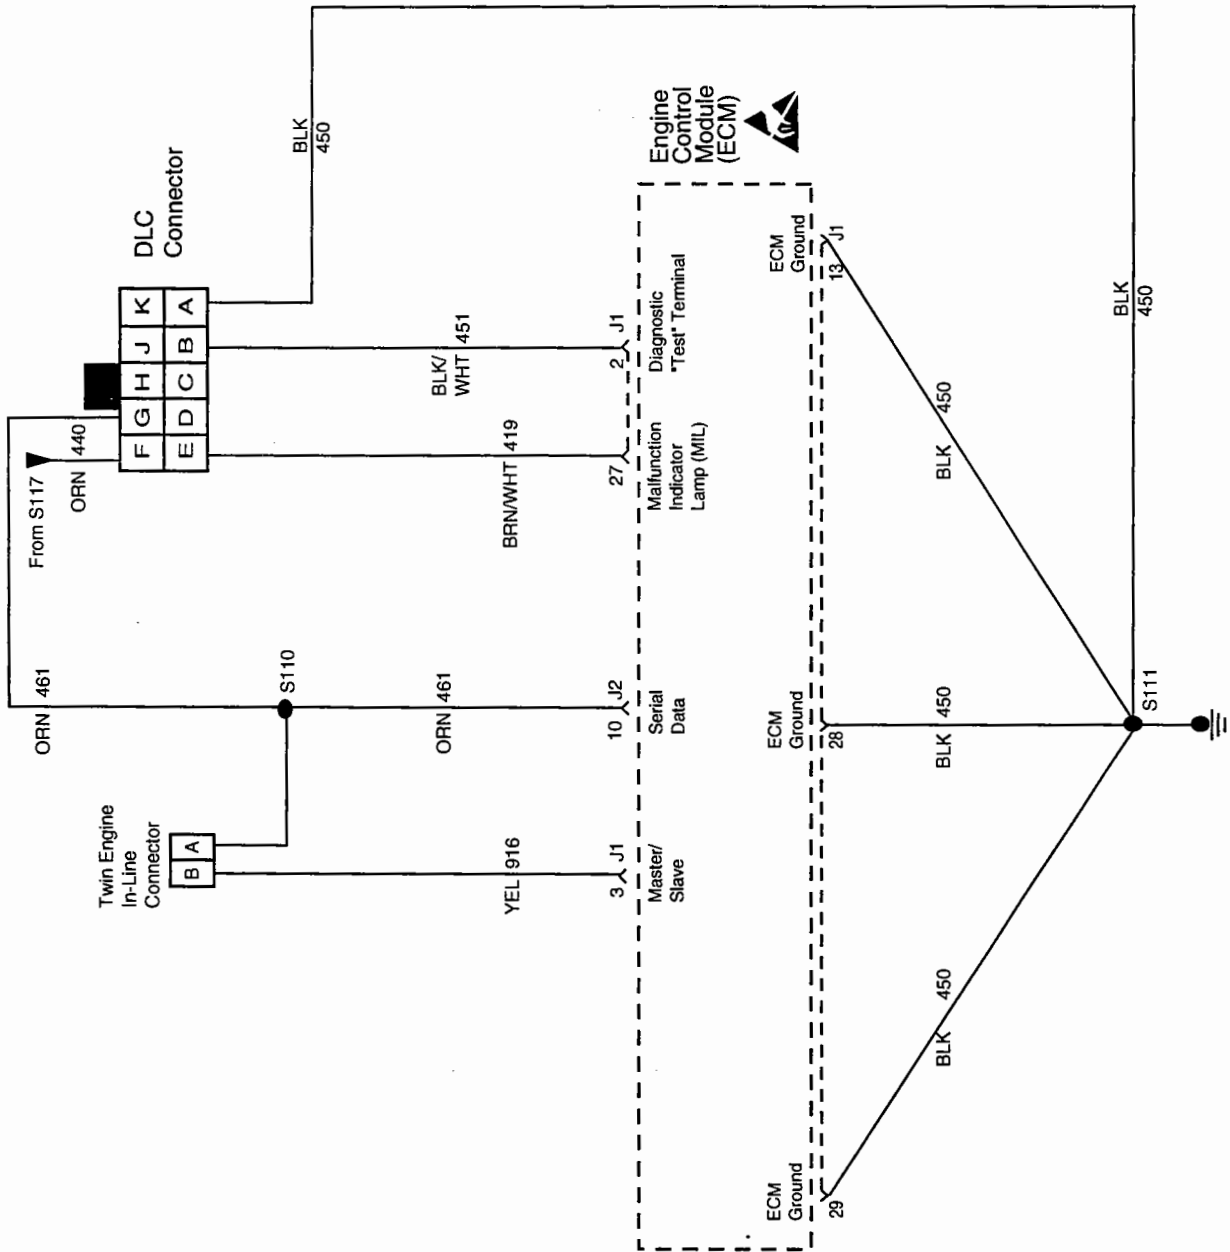 BLK
450
DLC
Connector
K
J
H
G
F
A
B
C
D
E
From S117
ORN 440
BLK/
WHT
451
BRN/WHT 419
ORN 461
S110
ORN 461
Twin Engine
In-Line
Connector
A
B
YEL 916
Engine
Control
Module
(ECM)
2 J1
Diagnostic
"Test" Terminal
27
Malfunction
Indicator
Lamp (MIL)
10 J2
Serial
Data
3 J1
Master/
Slave
ECM
Ground
13 J1
ECM
Ground
28
ECM
Ground
29
BLK 450
BLK 450
BLK 450
BLK
450
S111